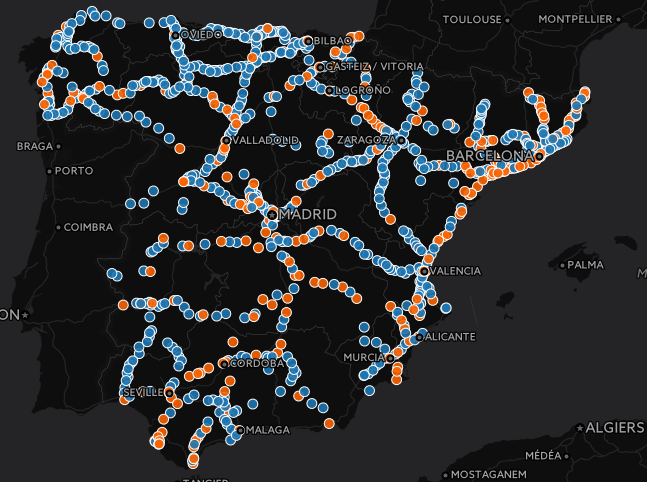 TOULOUSE
MONTPELLIER
OVIEDO
BILBAO
GASTEIZ / VITORIA
LOGROÑO
BRAGA
VALLADOLID
ZARAGOZA
BARCELONA
PORTO
MADRID
COIMBRA
PALMA
M
VALENCIA
ON
ALICANTE
MURCIA
CORDOBA
SEVILLE
MALAGA
ALGIERS
MÉDÉA
MOSTAGANEM
TANGIER